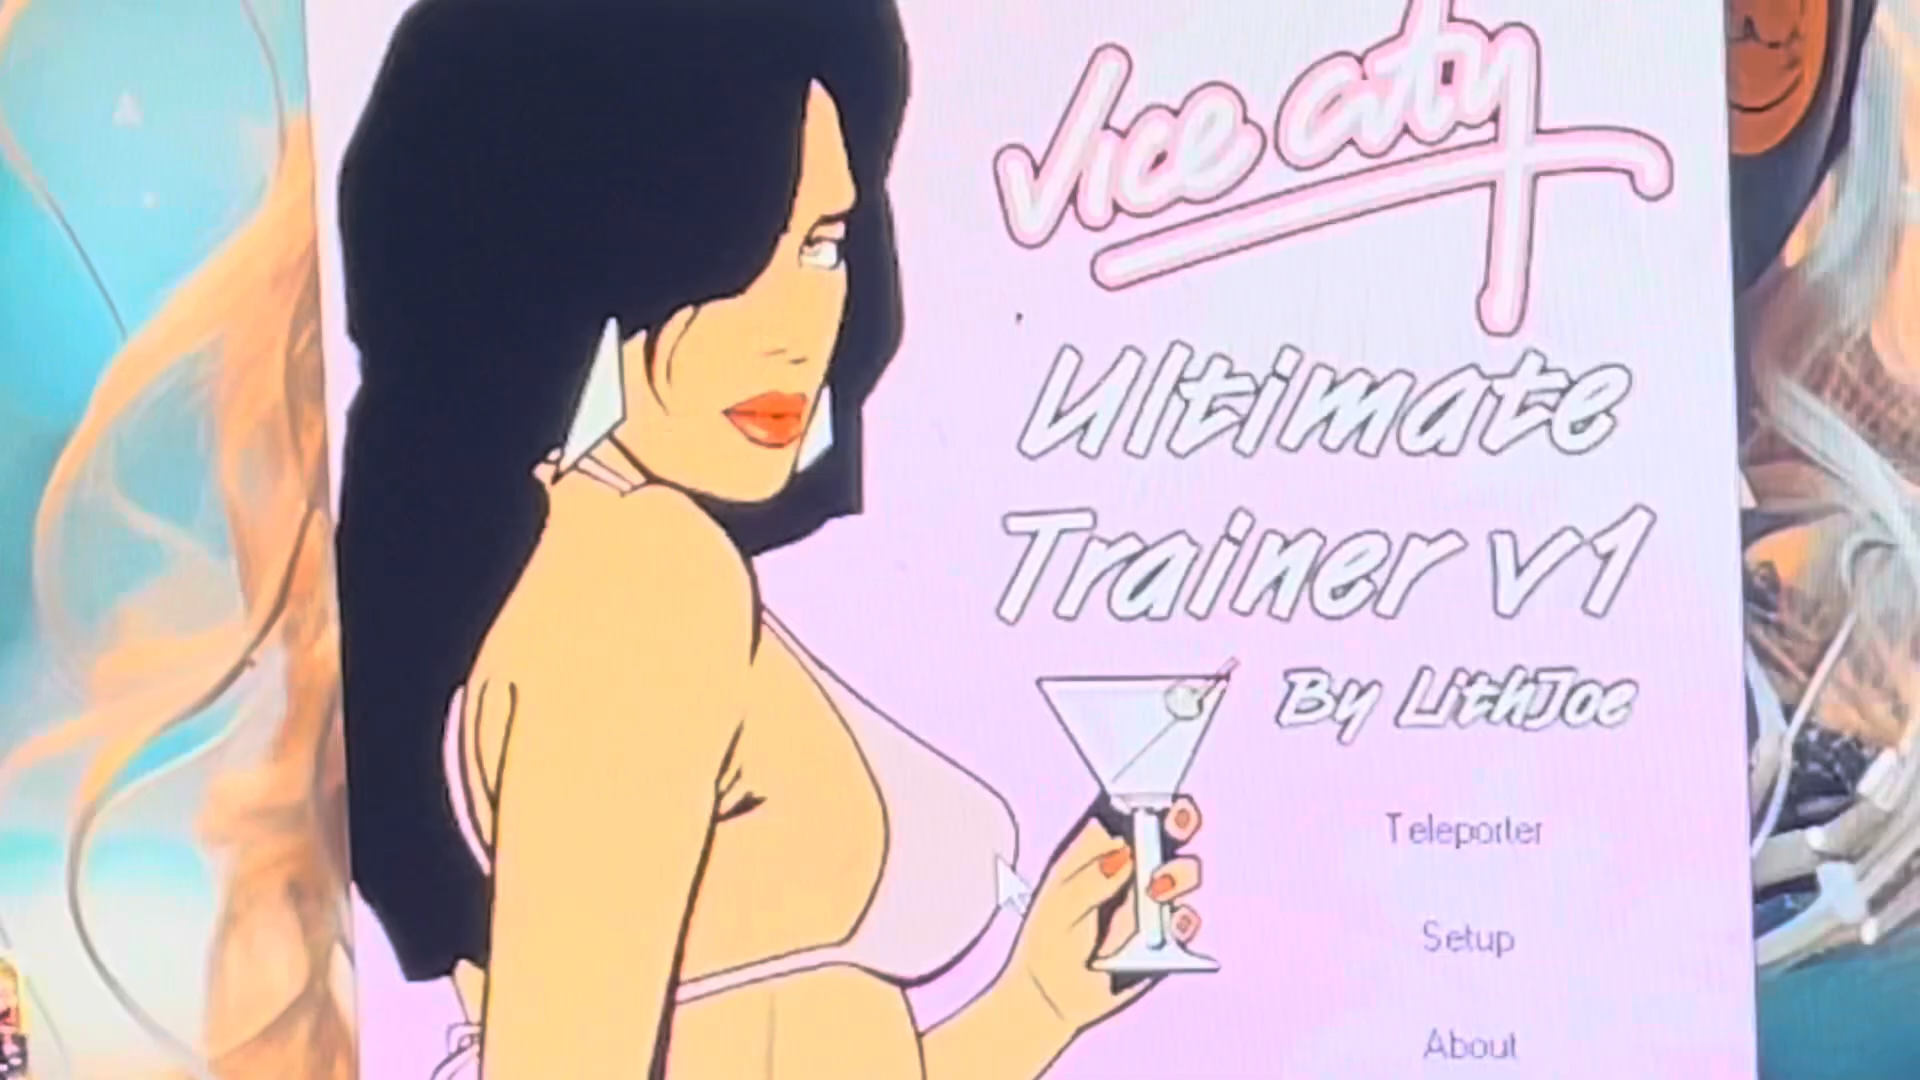 Vice City
Ultimate
Trainer v1
By LithJoe
Teleporter
Setup
About